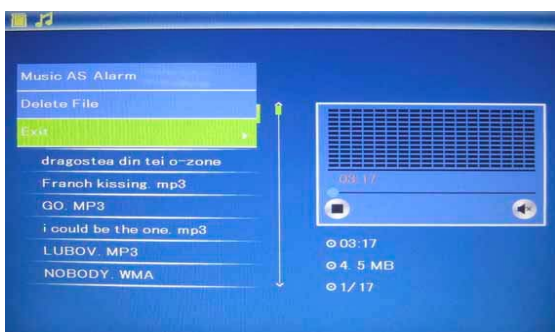 Music AS Alarm
Delete File
Exit
dragostea din tei o-zone
Franch kissing. mp3
GO. MP3
i could be the one. mp3
LUBOV. MP3
NOBODY. WMA
03:17
03:17
4. 5 MB
1/17